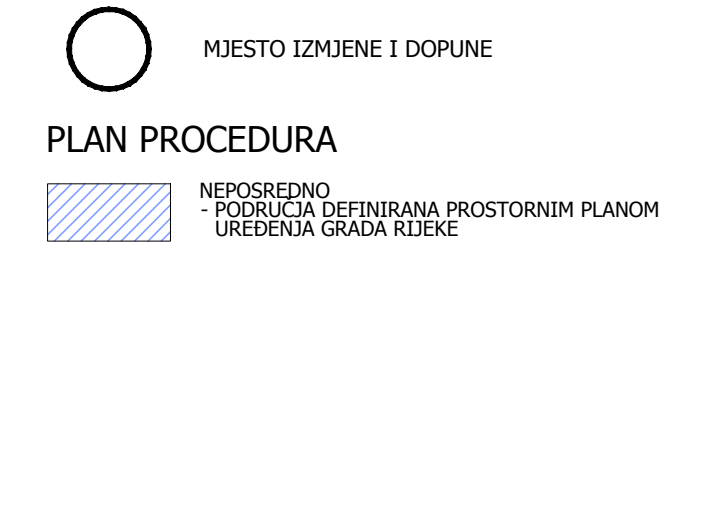 MJESTO IZMJENE I DOPUNE
PLAN PROCEDURA
NEPOSREDNO
- PODRUČJA DEFINIRANA PROSTORNIM PLANOM
UREĐENJA GRADA RIJEKE